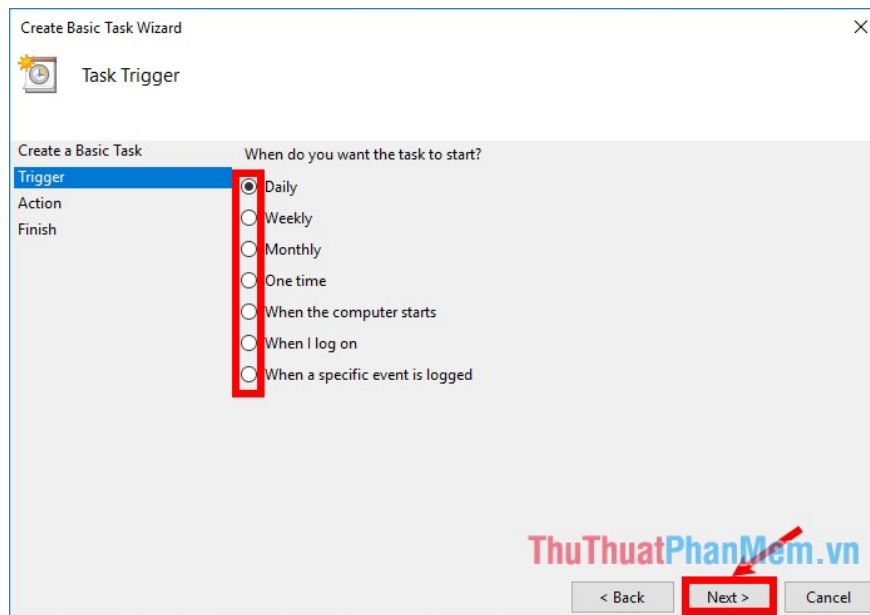 Create Basic Task Wizard
Task Trigger
Create a Basic Task
Trigger
Action
Finish
When do you want the task to start?
Daily
Weekly
Monthly
One time
When the computer starts
When I log on
When a specific event is logged
ThuThuatPhanMem.vn
< Back
Next >
Cancel